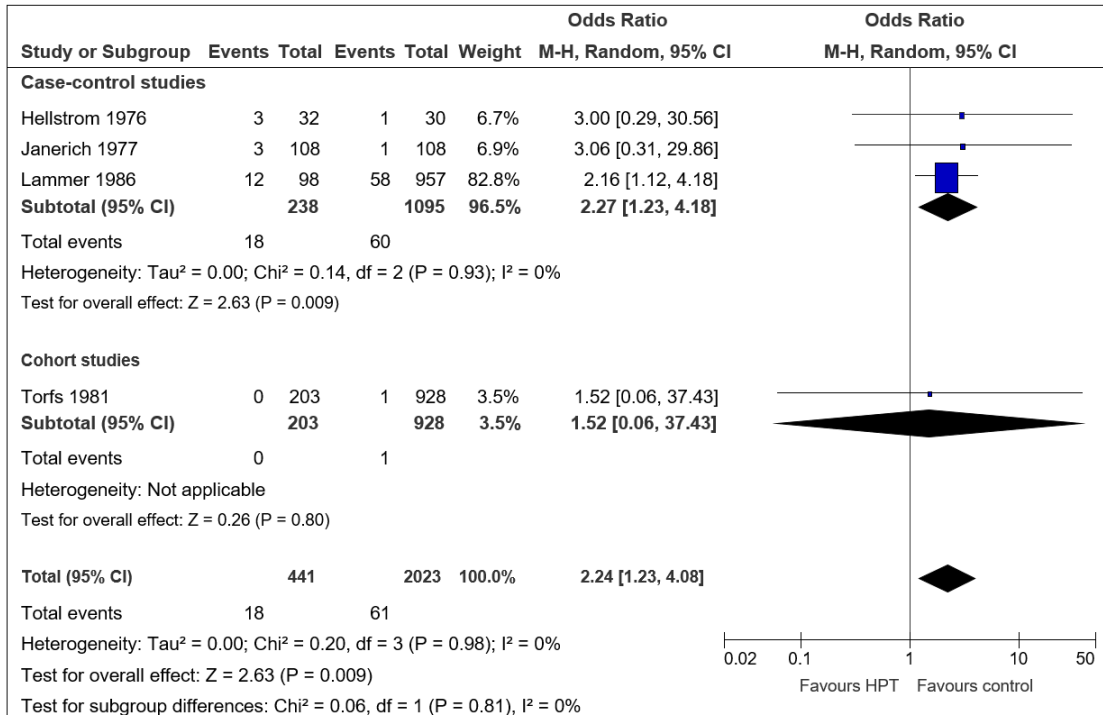 Odds Ratio Odds Ratio
Study or Subgroup Events Total Events Total Weight M-H, Random, 95% CI M-H, Random, 95% CI
Case-control studies
Hellstrom 1976 3 32 1 30 6.7% 3.00 [0.29, 30.56]
Janerich 1977 3 108 1 108 6.9% 3.06 [0.31, 29.86]
Lammer 1986 12 98 58 957 82.8% 2.16 [1.12, 4.18]
Subtotal (95% CI) 238 1095 96.5% 2.27 [1.23, 4.18]
Total events 18 60
Heterogeneity: Tau² = 0.00; Chi² = 0.14, df = 2 (P = 0.93); I² = 0%
Test for overall effect: Z = 2.63 (P = 0.009)
Cohort studies
Torfs 1981 0 203 1 928 3.5% 1.52 [0.06, 37.43]
Subtotal (95% CI) 203 928 3.5% 1.52 [0.06, 37.43]
Total events 0 1
Heterogeneity: Not applicable
Test for overall effect: Z = 0.26 (P = 0.80)
Total (95% CI) 441 2023 100.0% 2.24 [1.23, 4.08]
Total events 18 61
Heterogeneity: Tau² = 0.00; Chi² = 0.20, df = 3 (P = 0.98); I² = 0%
Test for overall effect: Z = 2.63 (P = 0.009)
Test for subgroup differences: Chi² = 0.06, df = 1 (P = 0.81), I² = 0%
0.02 0.1 1 10 50
Favours HPT Favours control